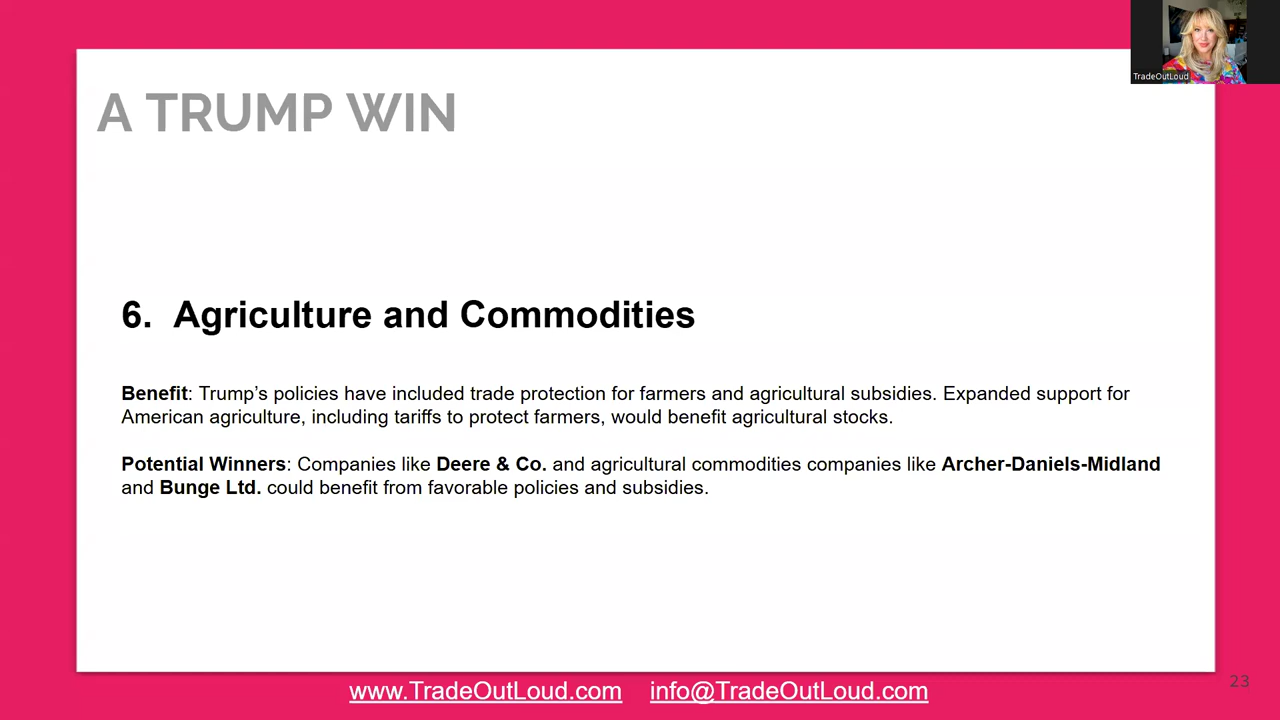 TradeOutLoud
A TRUMP WIN
6. Agriculture and Commodities
Benefit: Trump’s policies have included trade protection for farmers and agricultural subsidies. Expanded support for
American agriculture, including tariffs to protect farmers, would benefit agricultural stocks.
Potential Winners: Companies like Deere & Co. and agricultural commodities companies like Archer-Daniels-Midland
and Bunge Ltd. could benefit from favorable policies and subsidies.
www.TradeOutLoud.com info@TradeOutLoud.com
23